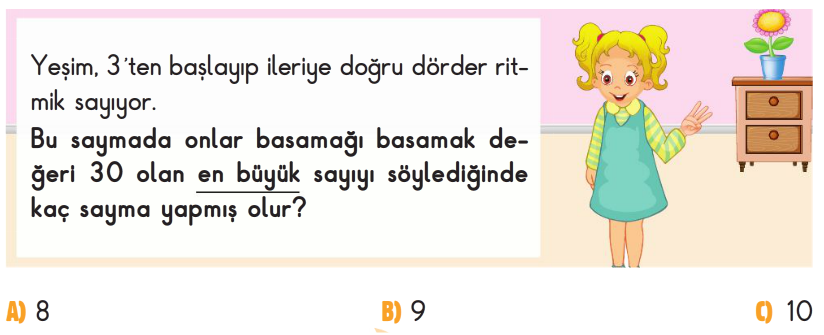 Yeşim, 3'ten başlayıp ileriye doğru dörder rit-
mik sayıyor.
Bu saymada onlar basamağı basamak de-
ğeri 30 olan en büyük sayıyı söylediğinde
kaç sayma yapmış olur?
A) 8 B) 9 C) 10